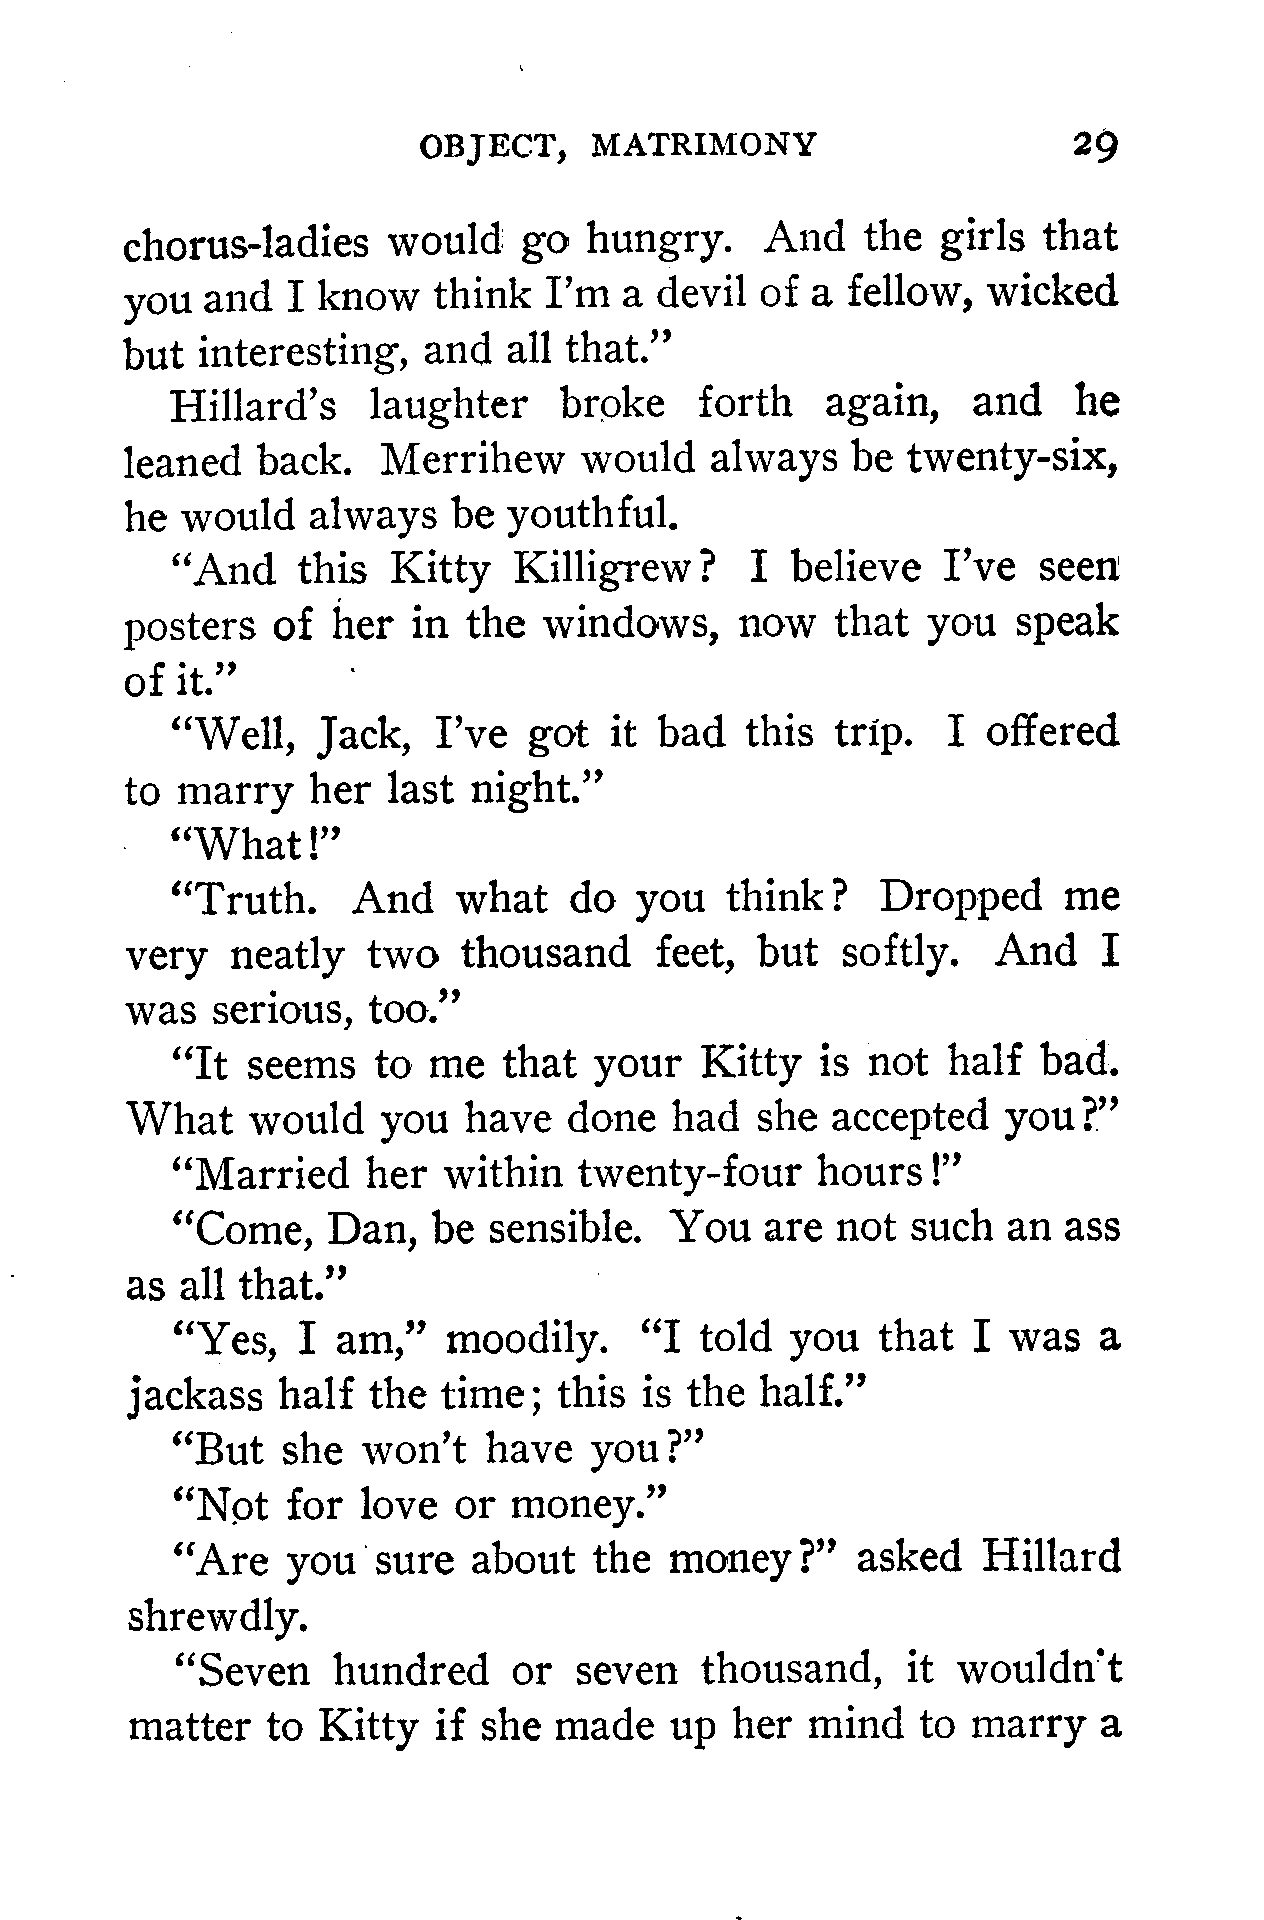 OBJECT, MATRIMONY 29
chorus-ladies would go hungry. And the girls that
you and I know think I'm a devil of a fellow, wicked
but interesting, and all that.”
Hillard's laughter broke forth again, and he
leaned back. Merrihew would always be twenty-six,
he would always be youthful.
“And this Kitty Killigrew? I believe I've seen
posters of her in the windows, now that you speak
of it.”
“Well, Jack, I've got it bad this trip. I offered
to marry her last night.”
“What!”
“Truth. And what do you think? Dropped me
very neatly two thousand feet, but softly. And I
was serious, too.”
“It seems to me that your Kitty is not half bad.
What would you have done had she accepted you?”
“Married her within twenty-four hours!”
“Come, Dan, be sensible. You are not such an ass
as all that.”
“Yes, I am,” moodily. “I told you that I was a
jackass half the time; this is the half.”
“But she won't have you?”
“Not for love or money.”
“Are you sure about the money?” asked Hillard
shrewdly.
“Seven hundred or seven thousand, it wouldn't
matter to Kitty if she made up her mind to marry a